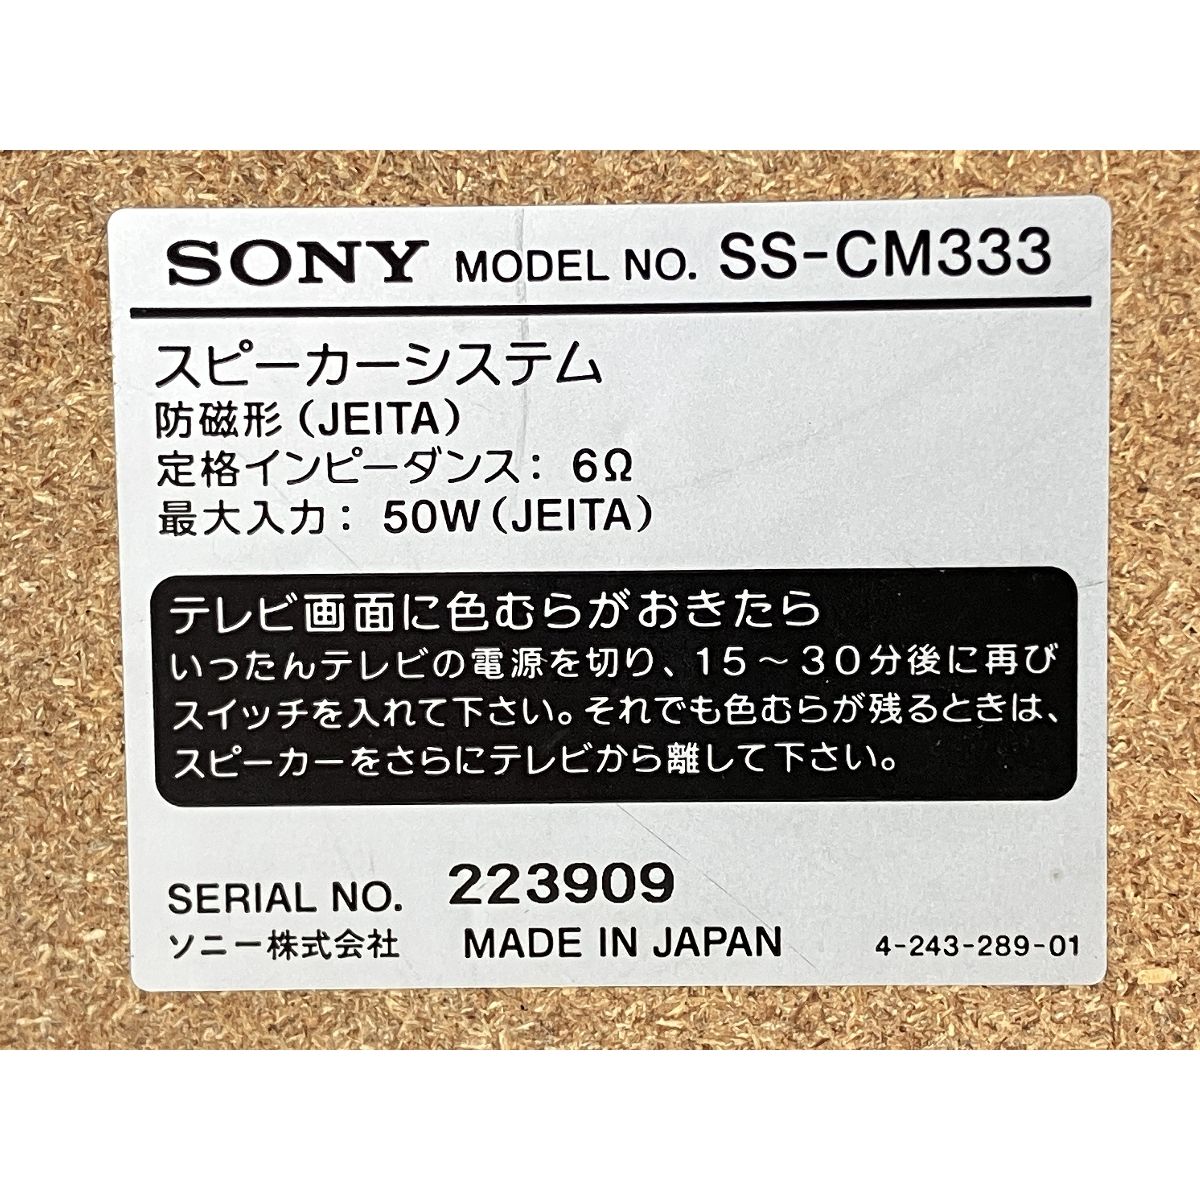 SONY MODEL NO. SS-CM333
スピーカーシステム
防磁形(JEITA)
定格インピーダンス: 6Ω
最大入力: 50W(JEITA)
テレビ画面に色むらがおきたら
いったんテレビの電源を切り、15～30分後に再び
スイッチを入れて下さい。それでも色むらが残るときは、
スピーカーをさらにテレビから離して下さい。
SERIAL NO. 223909
ソニー株式会社 MADE IN JAPAN 4-243-289-01